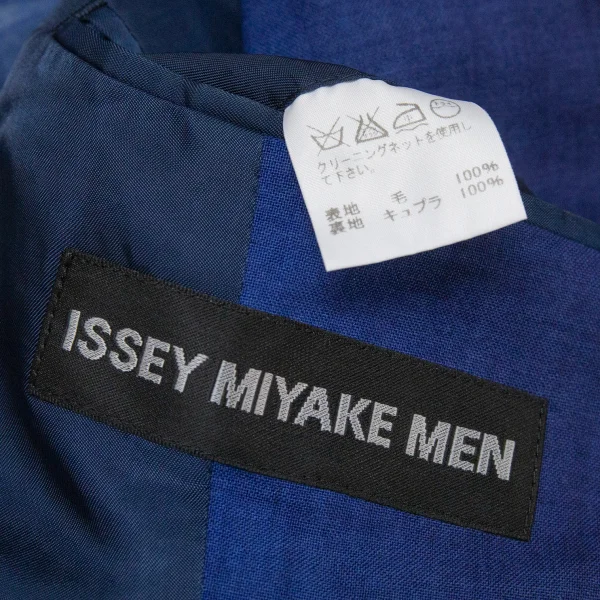 クリーニングネットを使用し
て下さい。
表地 毛 100%
裏地 キュプラ 100%
ISSEY MIYAKE MEN